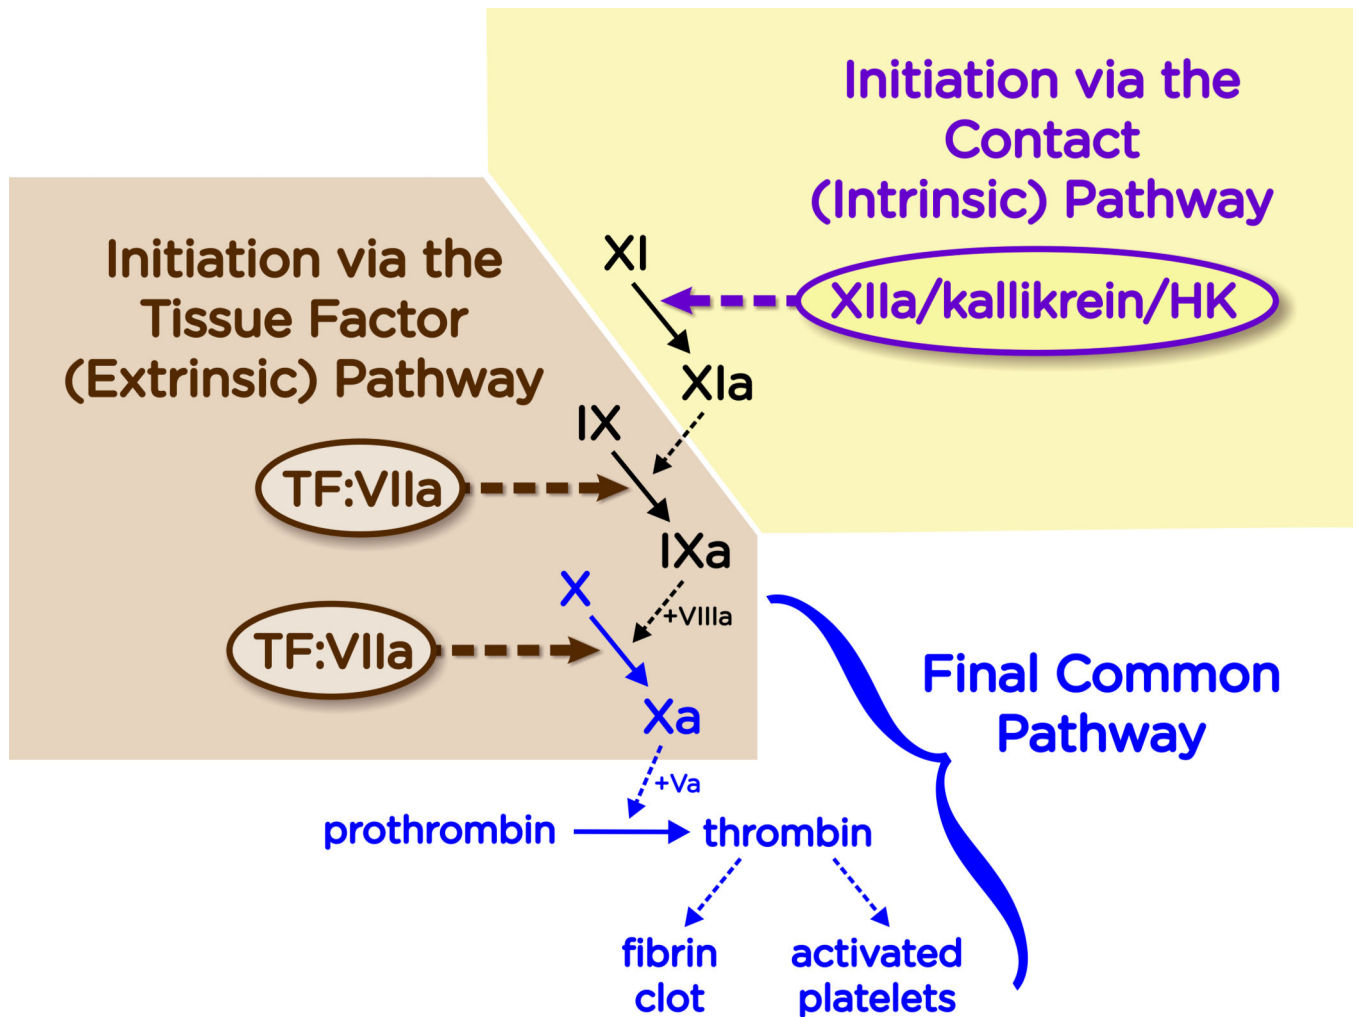 Initiation via the
Contact
(Intrinsic) Pathway
XIIa/kallikrein/HK
XI
XIa
Initiation via the
Tissue Factor
(Extrinsic) Pathway
IX
TF:VIIa
IXa
+VIIIa
X
TF:VIIa
Xa
+Va
Final Common
Pathway
prothrombin
thrombin
fibrin
clot
activated
platelets